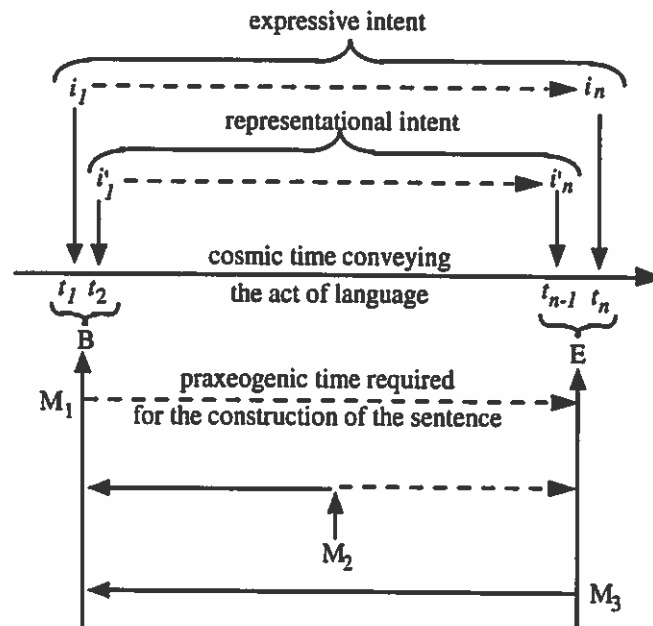 expressive intent
i1 in
representational intent
i'1 i'n
cosmic time conveying
the act of language
t1 t2 tn-1 tn
B E
praxeogenic time required
M1 for the construction of the sentence
M2
M3